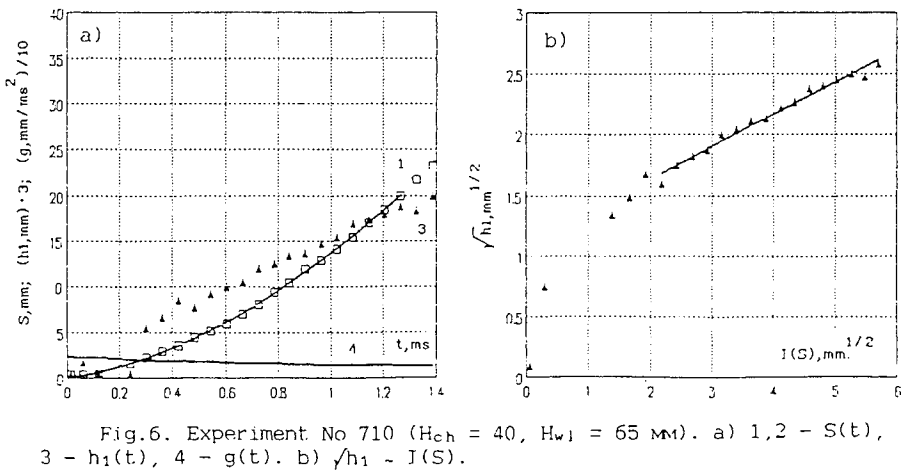 a)
b)
S,mm; (h1,mm)·3; (g,mm/ms²)/10
40
35
30
25
20
15
10
5
0
0 0.2 0.4 0.6 0.8 1 1.2 1.4
1
3
4
t,ms
√h1,mm^1/2
3
2.5
2
1.5
1
0.5
0
0 1 2 3 4 5 6
I(S),mm.^1/2
Fig.6. Experiment No 710 (Hch = 40, Hwl = 65 мм). a) 1,2 - S(t),
3 - h1(t), 4 - g(t). b) √h1 ~ I(S).